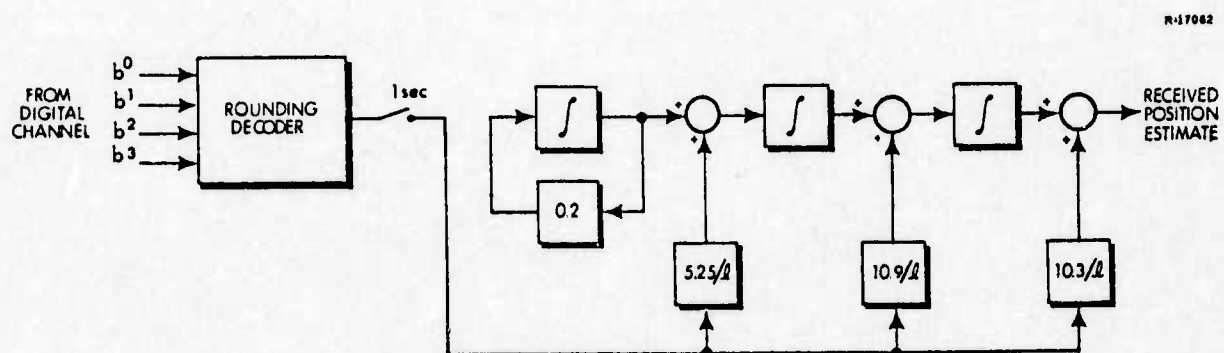 R-17062
FROM
DIGITAL
CHANNEL
b0
b1
b2
b3
ROUNDING
DECODER
1 sec
∫
0.2
+
+
5.25/ℓ
∫
+
+
10.9/ℓ
∫
+
+
10.3/ℓ
RECEIVED
POSITION
ESTIMATE